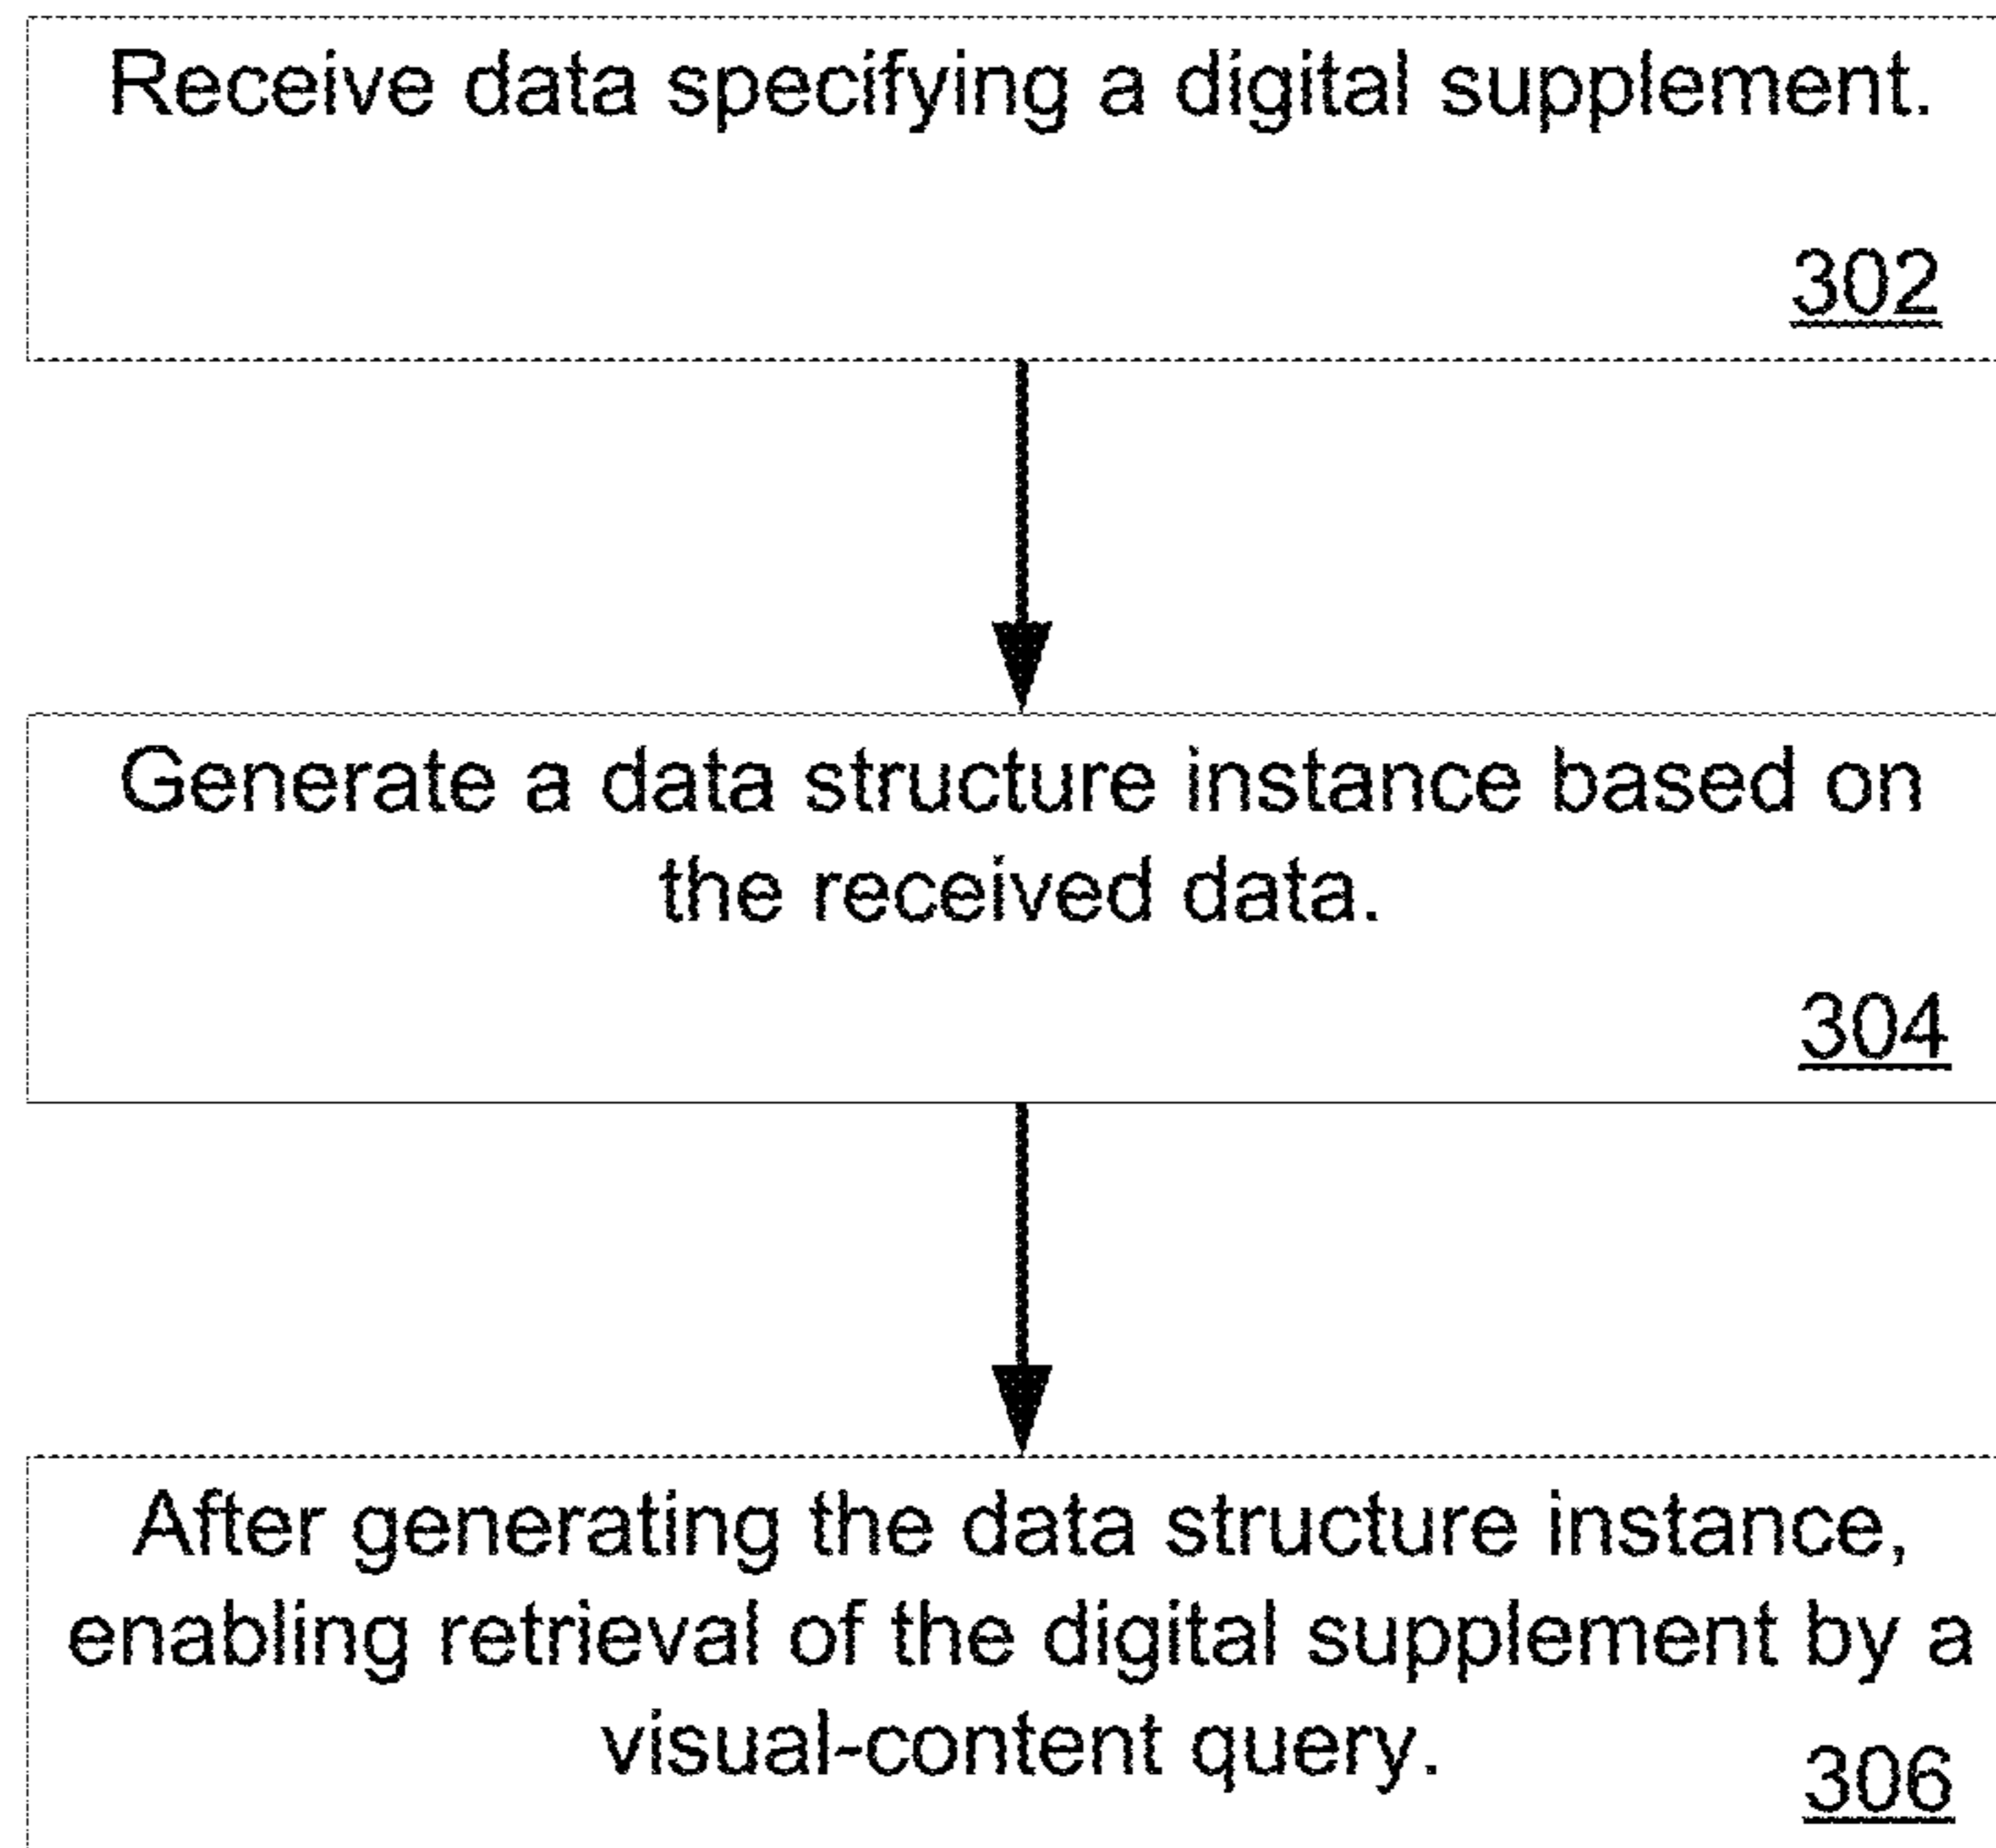 Receive data specifying a digital supplement.
302
Generate a data structure instance based on
the received data.
304
After generating the data structure instance,
enabling retrieval of the digital supplement by a
visual-content query.
306